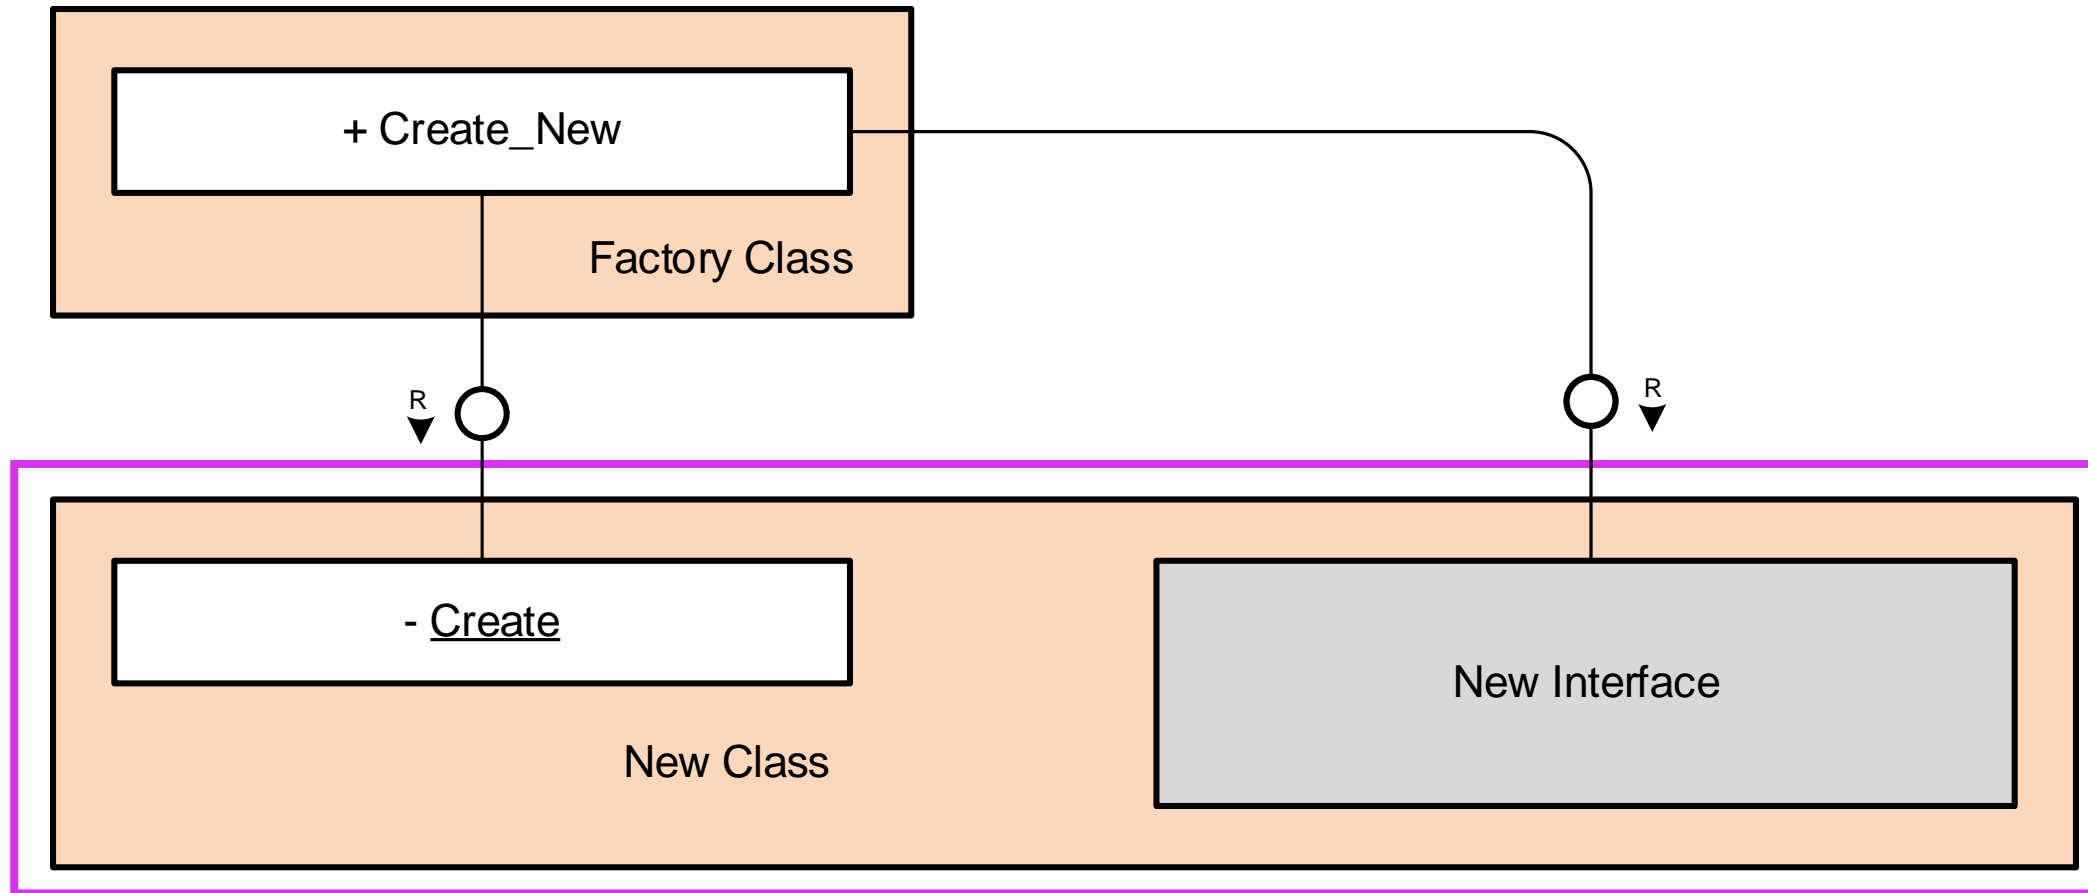 + Create_New
Factory Class
R
R
- Create
New Interface
New Class